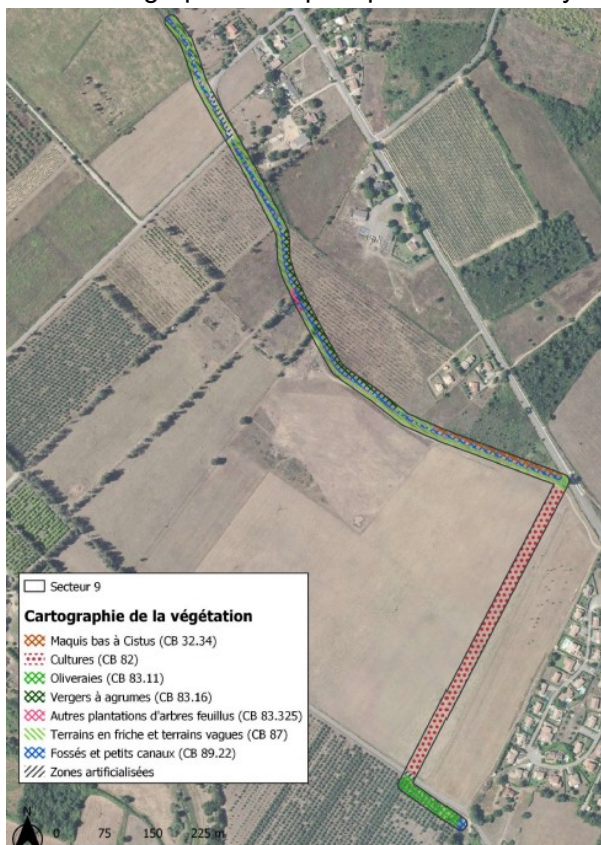 Secteur 9
Cartographie de la végétation
Maquis bas à Cistus (CB 32.34)
Cultures (CB 82)
Oliveraies (CB 83.11)
Vergers à agrumes (CB 83.16)
Autres plantations d'arbres feuillus (CB 83.325)
Terrains en friche et terrains vagues (CB 87)
Fossés et petits canaux (CB 89.22)
Zones artificialisées
N
0 75 150 225 m